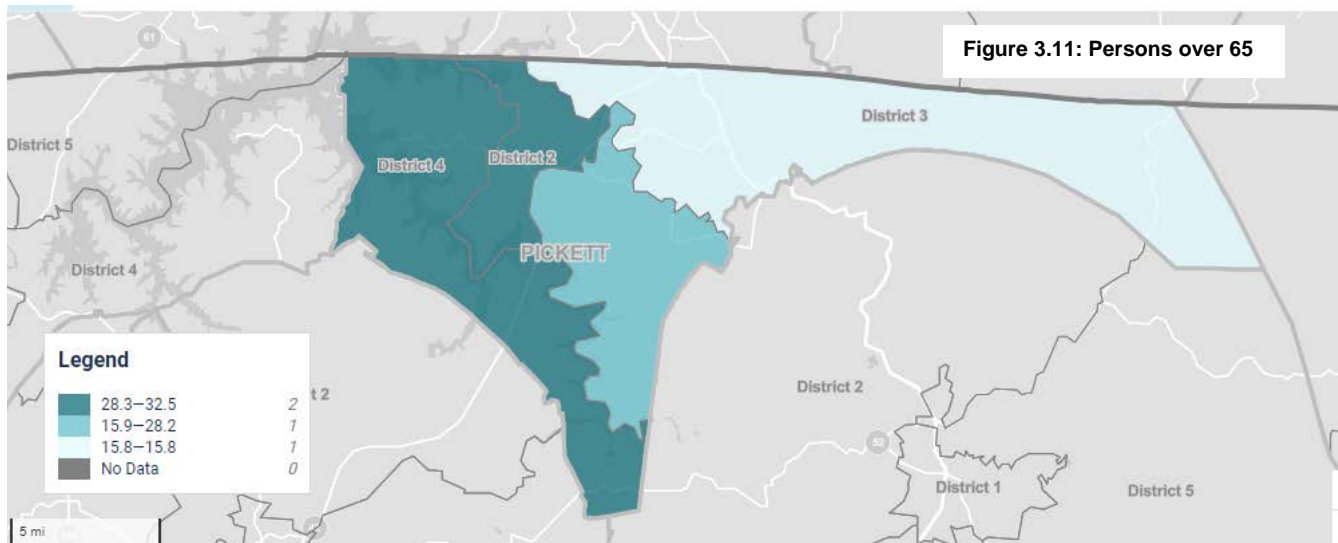 61
Figure 3.11: Persons over 65
District 3
District 5
District 2
District 4
PICKETT
District 4
Legend
28.3–32.5 2
15.9–28.2 1
15.8–15.8 1
No Data 0
t 2
District 2
52
District 1
District 5
5 mi